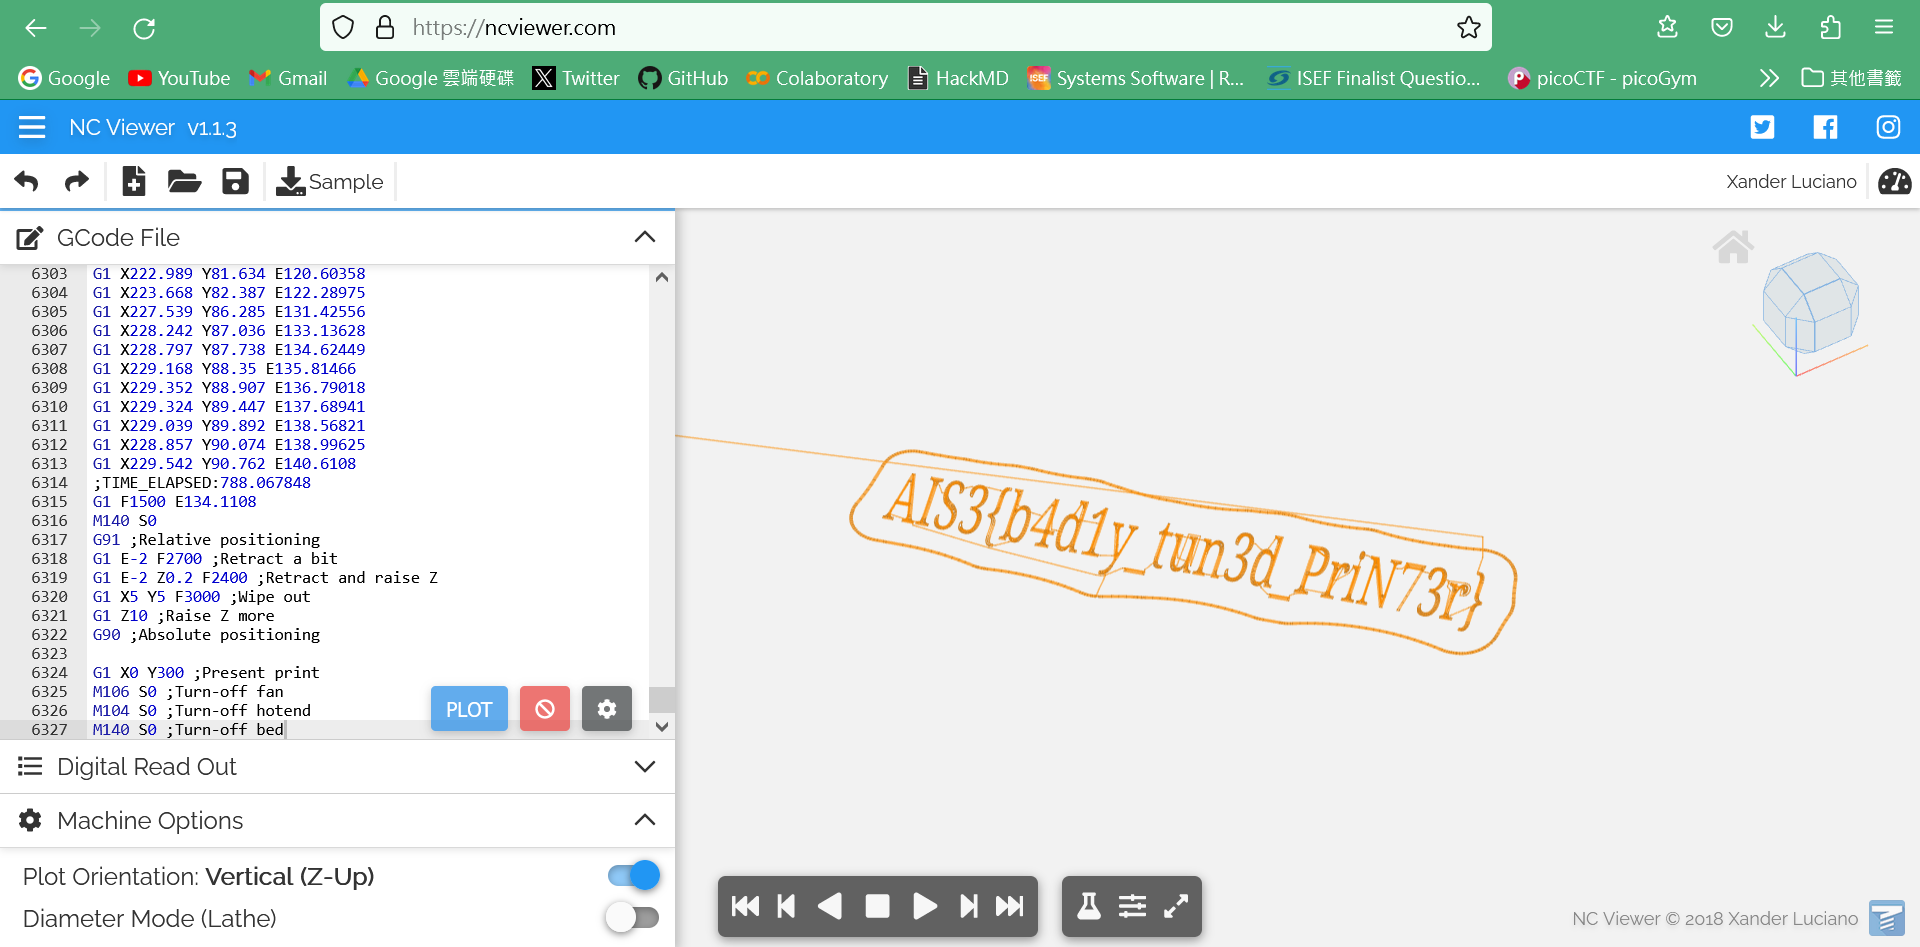 https://ncviewer.com
Google YouTube Gmail Google 雲端硬碟 Twitter GitHub Colaboratory HackMD Systems Software | R... ISEF Finalist Questio... picoCTF - picoGym 其他書籤
NC Viewer v1.1.3
Sample
Xander Luciano
GCode File
6303 G1 X222.989 Y81.634 E120.60358
6304 G1 X223.668 Y82.387 E122.28975
6305 G1 X227.539 Y86.285 E131.42556
6306 G1 X228.242 Y87.036 E133.13628
6307 G1 X228.797 Y87.738 E134.62449
6308 G1 X229.168 Y88.35 E135.81466
6309 G1 X229.352 Y88.907 E136.79018
6310 G1 X229.324 Y89.447 E137.68941
6311 G1 X229.039 Y89.892 E138.56821
6312 G1 X228.857 Y90.074 E138.99625
6313 G1 X229.542 Y90.762 E140.6108
6314 ;TIME_ELAPSED:788.067848
6315 G1 F1500 E134.1108
6316 M140 S0
6317 G91 ;Relative positioning
6318 G1 E-2 F2700 ;Retract a bit
6319 G1 E-2 Z0.2 F2400 ;Retract and raise Z
6320 G1 X5 Y5 F3000 ;Wipe out
6321 G1 Z10 ;Raise Z more
6322 G90 ;Absolute positioning
6323
6324 G1 X0 Y300 ;Present print
6325 M106 S0 ;Turn-off fan
6326 M104 S0 ;Turn-off hotend
6327 M140 S0 ;Turn-off bed
PLOT
Digital Read Out
Machine Options
Plot Orientation: Vertical (Z-Up)
Diameter Mode (Lathe)
AIS3{b4d1y_tun3d_PriN73r}
NC Viewer © 2018 Xander Luciano